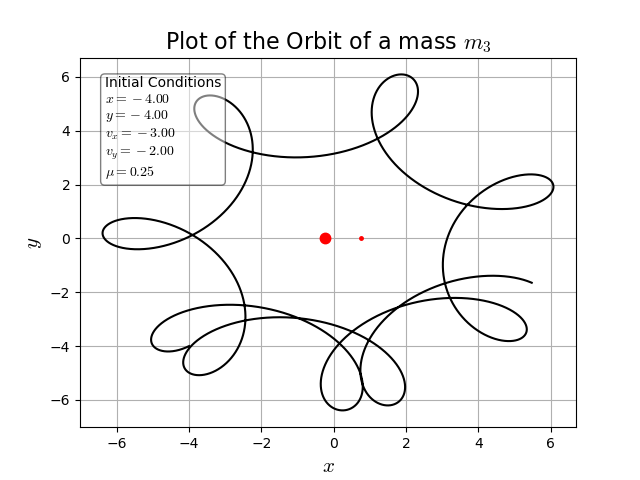 Plot of the Orbit of a mass m₃
Initial Conditions
x = −4.00
y = −4.00
vₓ = −3.00
v_y = −2.00
μ = 0.25
6
4
2
0
−2
−4
−6
y
−6 −4 −2 0 2 4 6
x